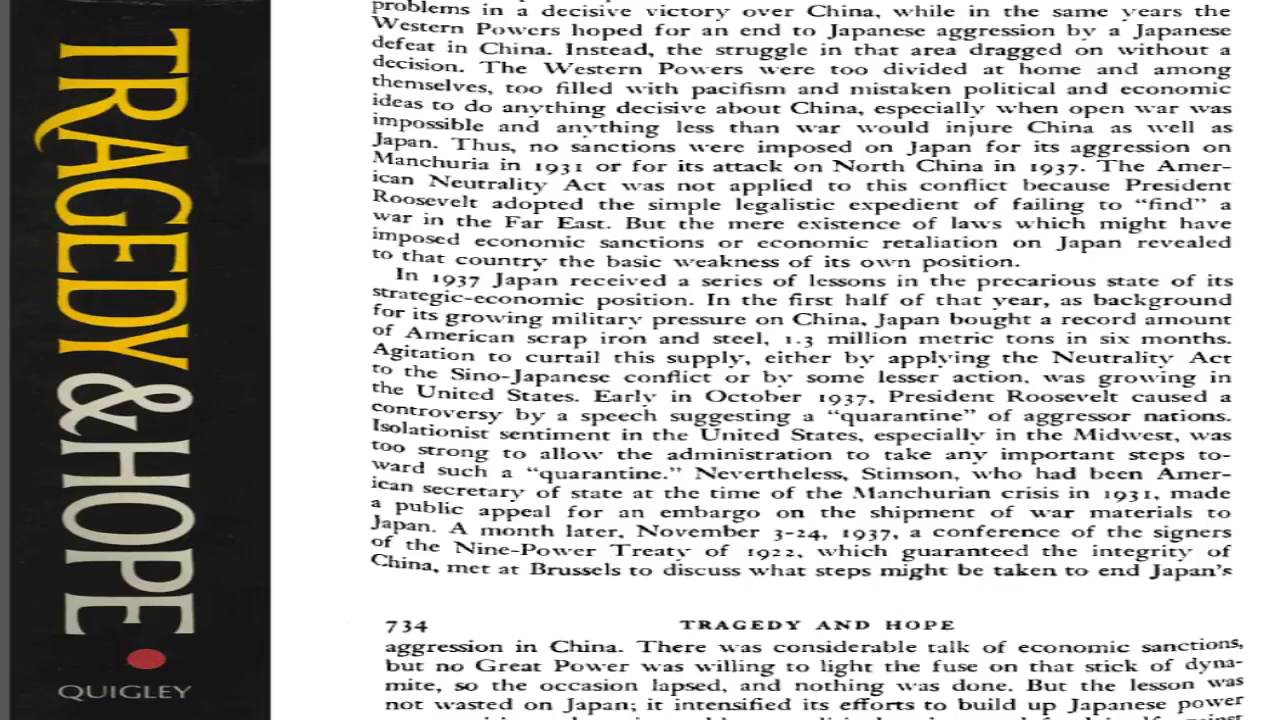 TRAGEDY & HOPE
QUIGLEY
problems in a decisive victory over China, while in the same years the
Western Powers hoped for an end to Japanese aggression by a Japanese
defeat in China. Instead, the struggle in that area dragged on without a
decision. The Western Powers were too divided at home and among
themselves, too filled with pacifism and mistaken political and economic
ideas to do anything decisive about China, especially when open war was
impossible and anything less than war would injure China as well as
Japan. Thus, no sanctions were imposed on Japan for its aggression on
Manchuria in 1931 or for its attack on North China in 1937. The Amer-
ican Neutrality Act was not applied to this conflict because President
Roosevelt adopted the simple legalistic expedient of failing to “find” a
war in the Far East. But the mere existence of laws which might have
imposed economic sanctions or economic retaliation on Japan revealed
to that country the basic weakness of its own position.
In 1937 Japan received a series of lessons in the precarious state of its
strategic-economic position. In the first half of that year, as background
for its growing military pressure on China, Japan bought a record amount
of American scrap iron and steel, 1.3 million metric tons in six months.
Agitation to curtail this supply, either by applying the Neutrality Act
to the Sino-Japanese conflict or by some lesser action, was growing in
the United States. Early in October 1937, President Roosevelt caused a
controversy by a speech suggesting a “quarantine” of aggressor nations.
Isolationist sentiment in the United States, especially in the Midwest, was
too strong to allow the administration to take any important steps to-
ward such a “quarantine.” Nevertheless, Stimson, who had been Amer-
ican secretary of state at the time of the Manchurian crisis in 1931, made
a public appeal for an embargo on the shipment of war materials to
Japan. A month later, November 3-24, 1937, a conference of the signers
of the Nine-Power Treaty of 1922, which guaranteed the integrity of
China, met at Brussels to discuss what steps might be taken to end Japan's
734 TRAGEDY AND HOPE
aggression in China. There was considerable talk of economic sanctions,
but no Great Power was willing to light the fuse on that stick of dyna-
mite, so the occasion lapsed, and nothing was done. But the lesson was
not wasted on Japan; it intensified its efforts to build up Japanese power